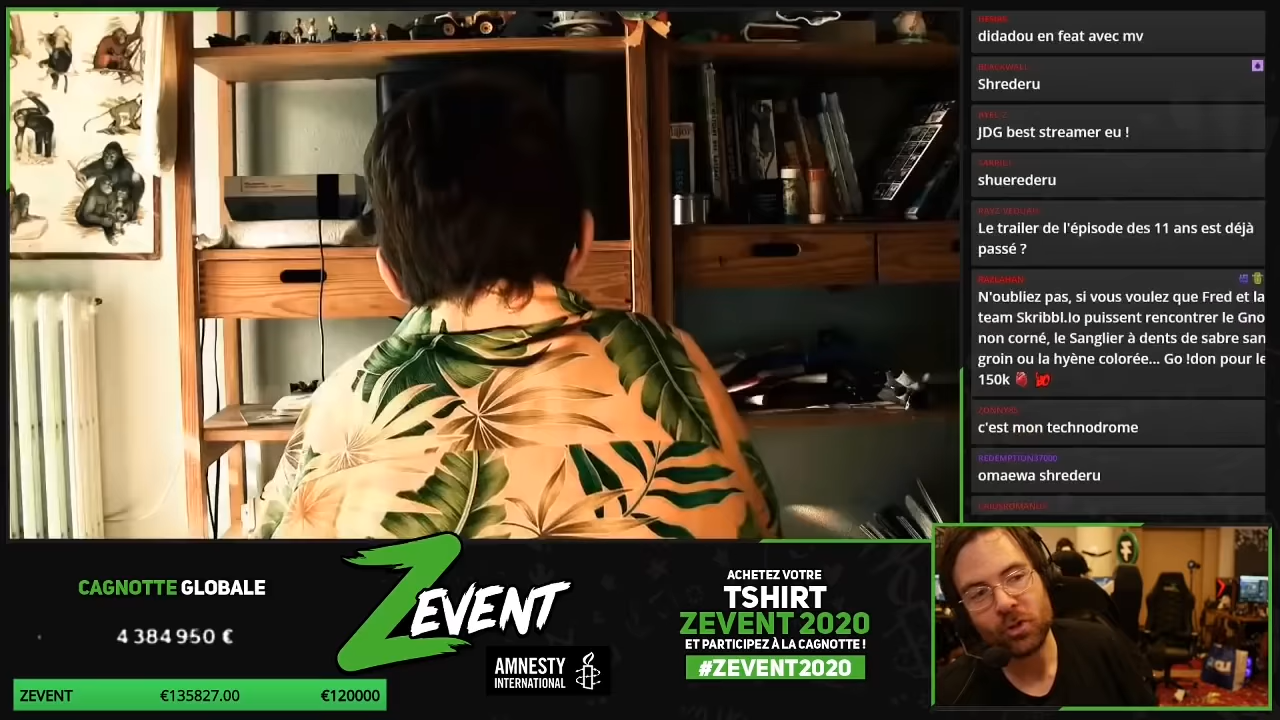 didadou en feat avec mv
Shrederu
JDG best streamer eu !
shuerederu
Le trailer de l'épisode des 11 ans est déjà
passé ?
N'oubliez pas, si vous voulez que Fred et la
team Skribbl.Io puissent rencontrer le Gno
non corné, le Sanglier à dents de sabre san
groin ou la hyène colorée... Go !don pour le
150k
c'est mon technodrome
REDEMPTION37000
omaewa shrederu
CAGNOTTE GLOBALE
4 384 950 €
ZEVENT €135827.00 €120000
ZEVENT
AMNESTY
INTERNATIONAL
ACHETEZ VOTRE
TSHIRT
ZEVENT 2020
ET PARTICIPEZ À LA CAGNOTTE !
#ZEVENT2020